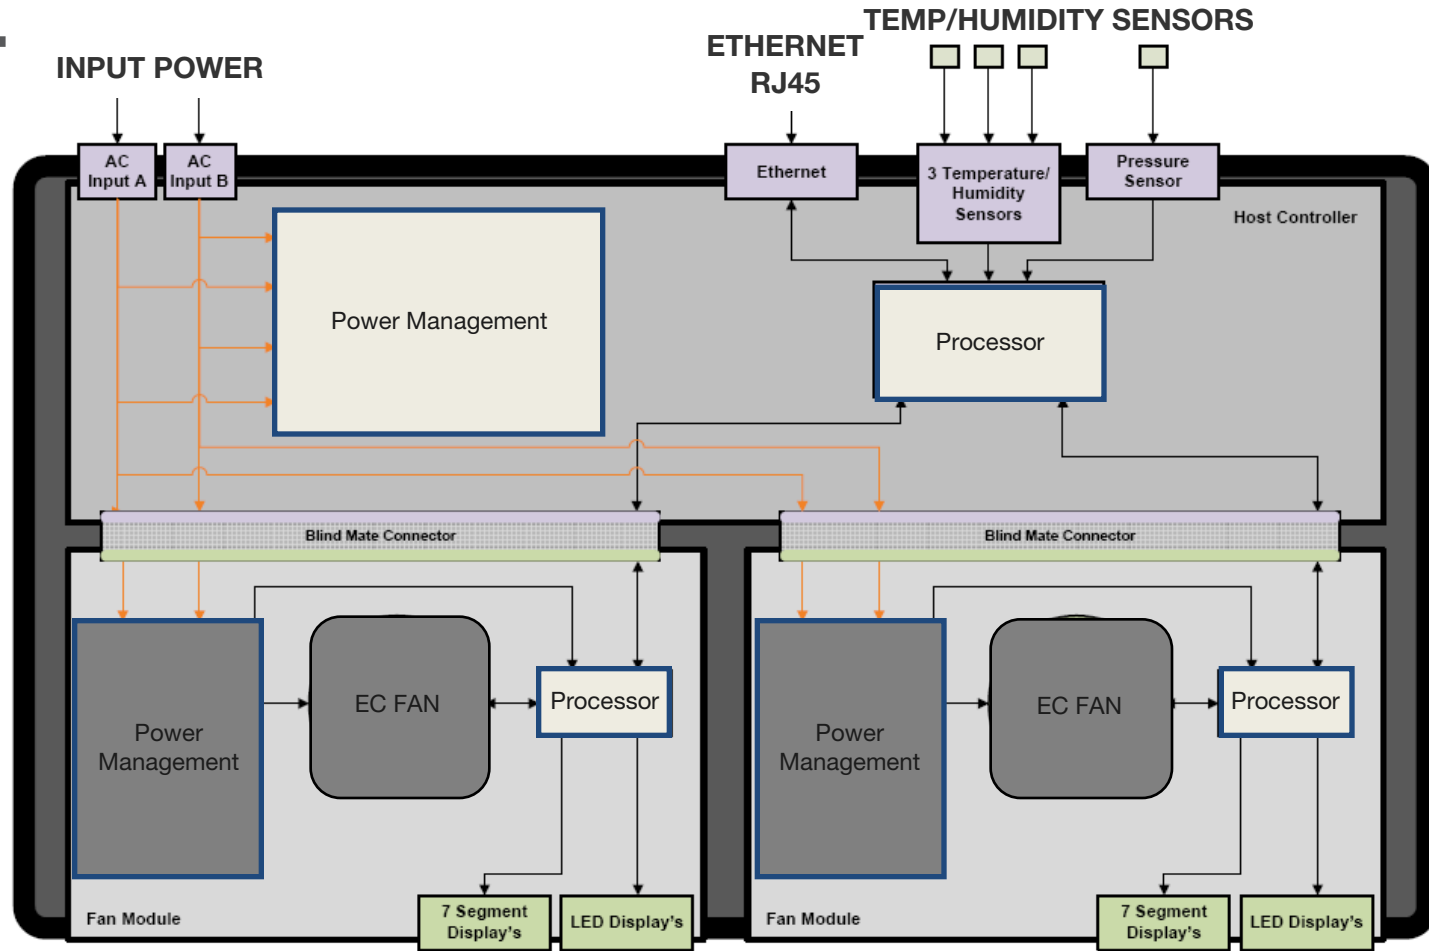 TEMP/HUMIDITY SENSORS
ETHERNET
RJ45
INPUT POWER
AC
Input A
AC
Input B
Ethernet
3 Temperature/
Humidity
Sensors
Pressure
Sensor
Host Controller
Power Management
Processor
Blind Mate Connector
Blind Mate Connector
Power
Management
EC FAN
Processor
Power
Management
EC FAN
Processor
Fan Module
7 Segment
Display's
LED Display's
Fan Module
7 Segment
Display's
LED Display's